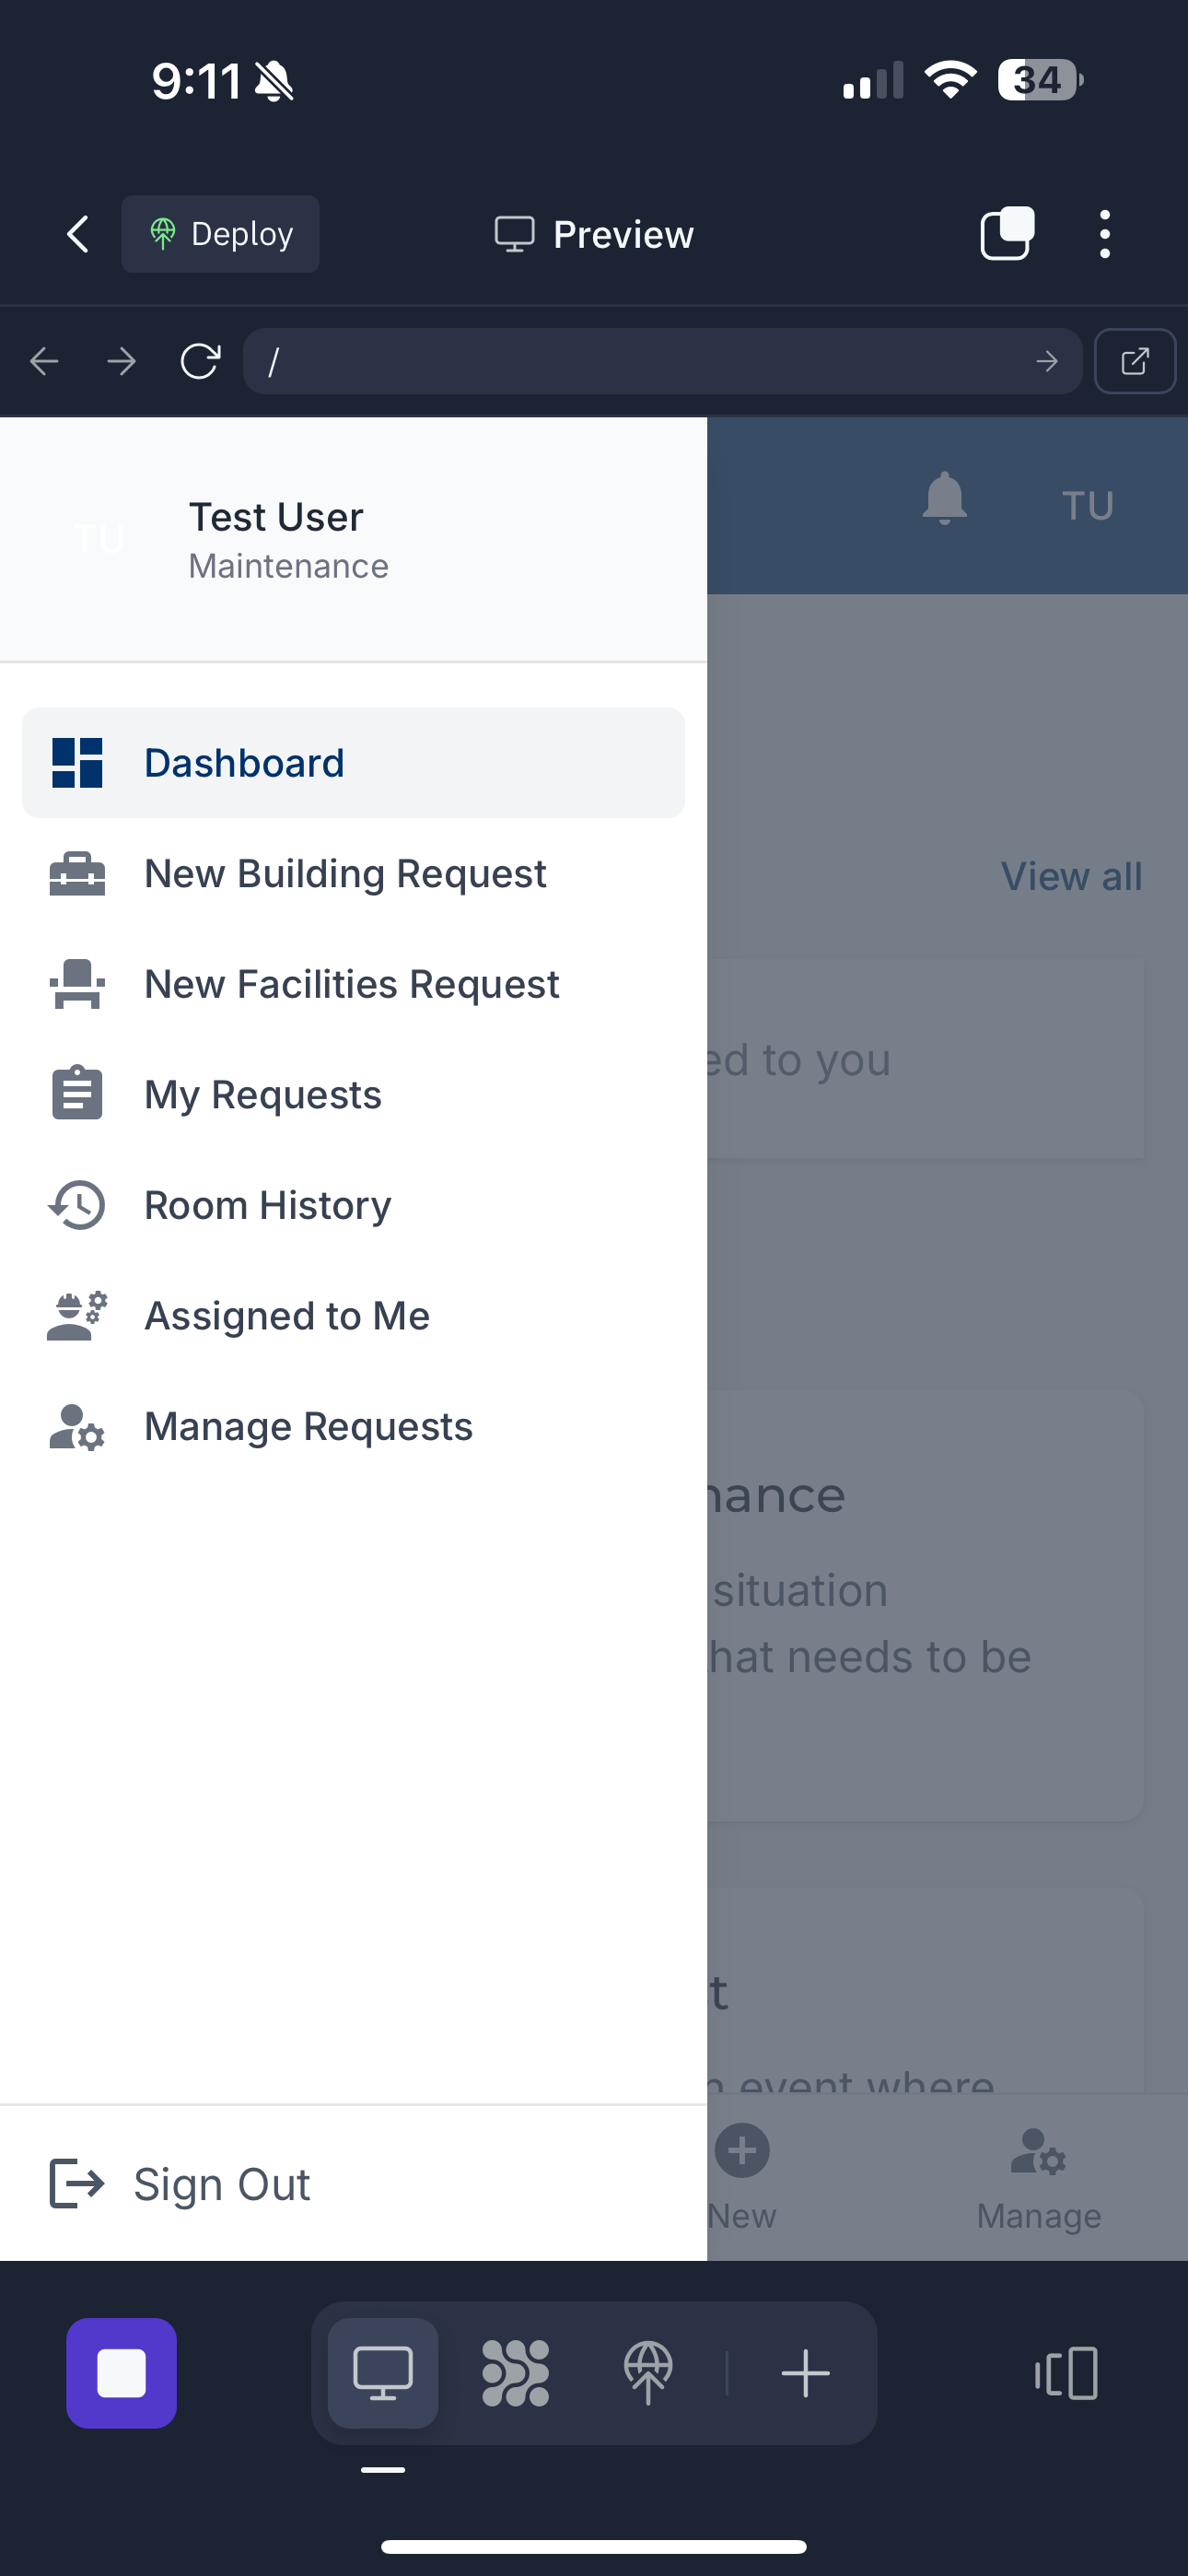 9:11
34
Deploy
Preview
/
TU
Test User
Maintenance
TU
Dashboard
New Building Request
View all
New Facilities Request
ed to you
My Requests
Room History
Assigned to Me
Manage Requests
nance
situation
hat needs to be
t
n event where
Sign Out
New
Manage